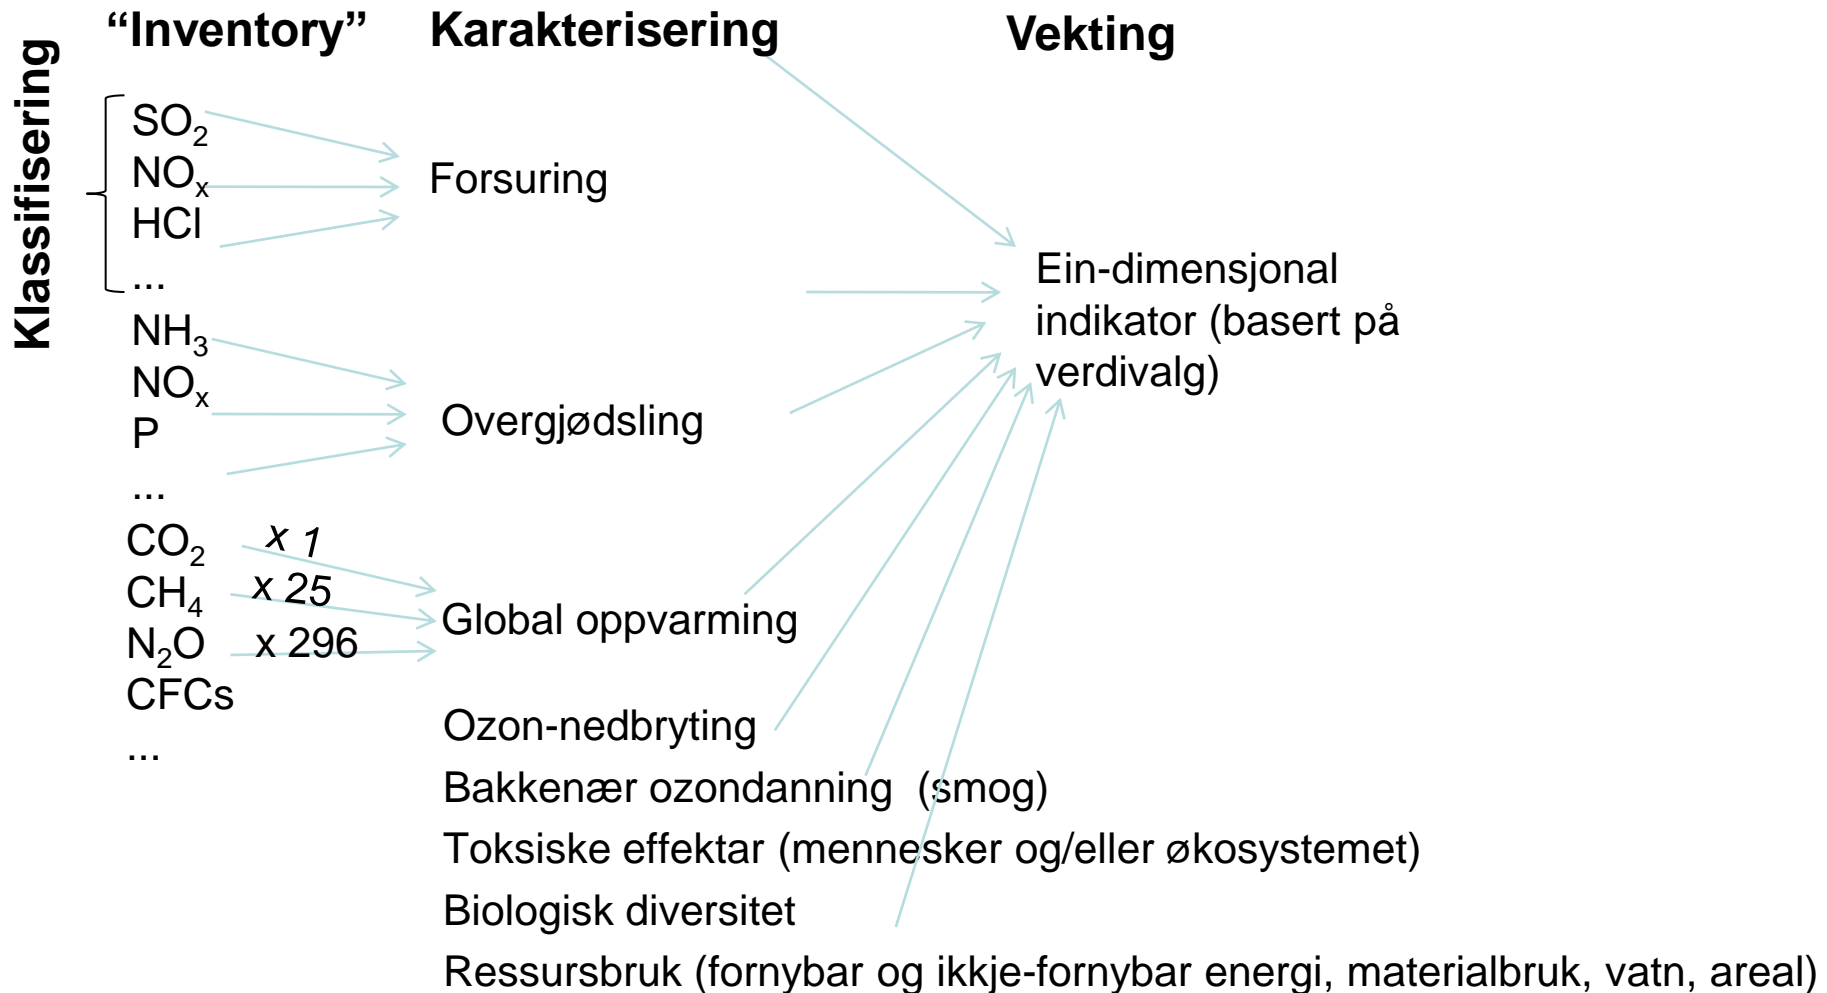 Klassifisering
“Inventory”
Karakterisering
Vekting
SO₂
NOₓ
HCl
...
Forsuring
NH₃
NOₓ
P
...
Overgjødsling
CO₂ x 1
CH₄ x 25
N₂O x 296
CFCs
...
Global oppvarming
Ozon-nedbryting
Bakkenær ozondanning (smog)
Toksiske effektar (mennesker og/eller økosystemet)
Biologisk diversitet
Ressursbruk (fornybar og ikkje-fornybar energi, materialbruk, vatn, areal)
Ein-dimensjonal
indikator (basert på
verdivalg)